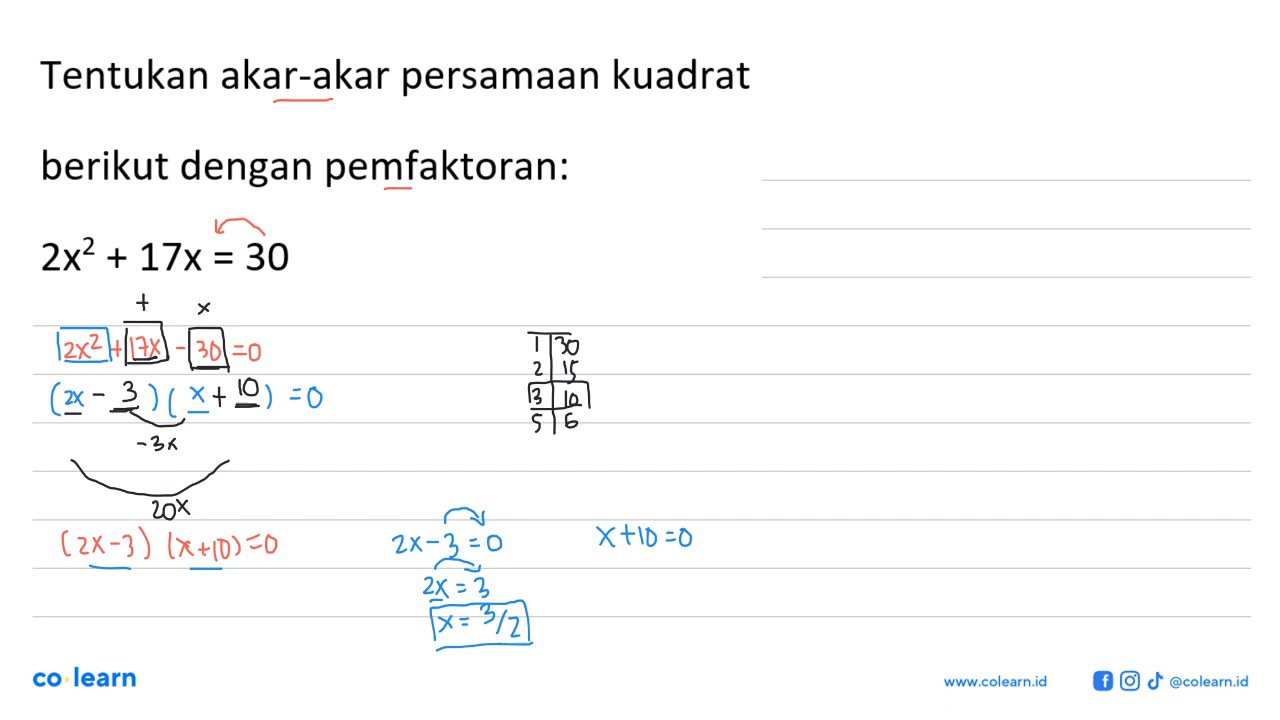 Tentukan akar-akar persamaan kuadrat
berikut dengan pemfaktoran:
2x² + 17x = 30
+ x
2x² + 17x - 30 = 0
(2x - 3)(x + 10) = 0
-3x
20x
(2x-3) (x+10) = 0
1 30
2 15
3 10
5 6
2x - 3 = 0
2x = 3
x = 3/2
x + 10 = 0
co learn
www.colearn.id
@colearn.id